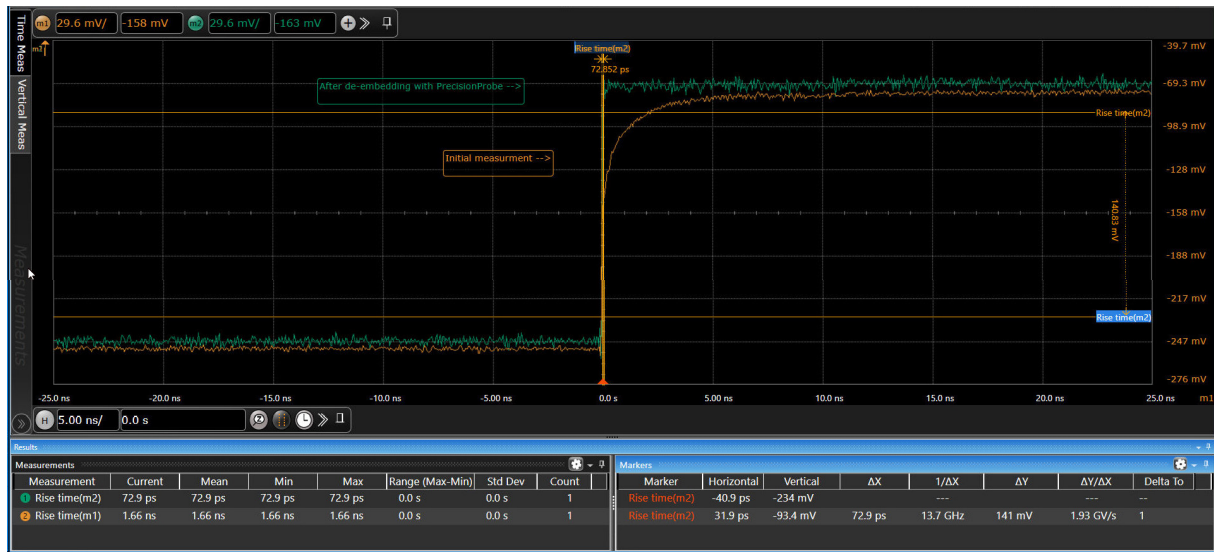 Time Meas
Vertical Meas
Measurements
m1 29.6 mV/ -158 mV m2 29.6 mV/ -163 mV
m1
Rise time(m2)
72.852 ps
After de-embedding with PrecisionProbe -->
Initial measurment -->
Rise time(m2)
140.83 mV
Rise time(m2)
-39.7 mV
-69.3 mV
-98.9 mV
-128 mV
-158 mV
-188 mV
-217 mV
-247 mV
-276 mV
-25.0 ns -20.0 ns -15.0 ns -10.0 ns -5.00 ns 0.0 s 5.00 ns 10.0 ns 15.0 ns 20.0 ns 25.0 ns m1
H 5.00 ns/ 0.0 s
Results
Measurements
Measurement Current Mean Min Max Range (Max-Min) Std Dev Count
1 Rise time(m2) 72.9 ps 72.9 ps 72.9 ps 72.9 ps 0.0 s 0.0 s 1
2 Rise time(m1) 1.66 ns 1.66 ns 1.66 ns 1.66 ns 0.0 s 0.0 s 1
Markers
Marker Horizontal Vertical ΔX 1/ΔX ΔY ΔY/ΔX Delta To
Rise time(m2) -40.9 ps -234 mV --- --- --
Rise time(m2) 31.9 ps -93.4 mV 72.9 ps 13.7 GHz 141 mV 1.93 GV/s 1